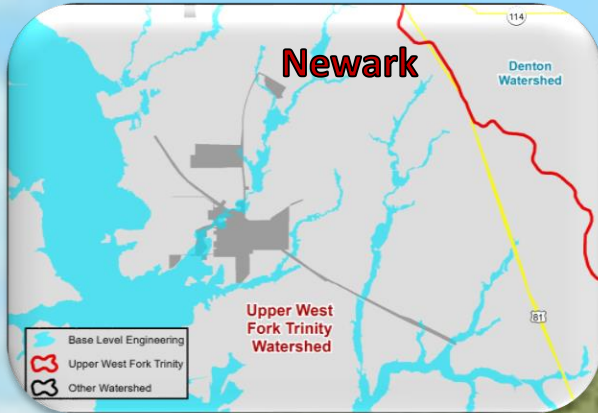 114
Newark
Denton
Watershed
Upper West
Fork Trinity
Watershed
81
Base Level Engineering
Upper West Fork Trinity
Other Watershed